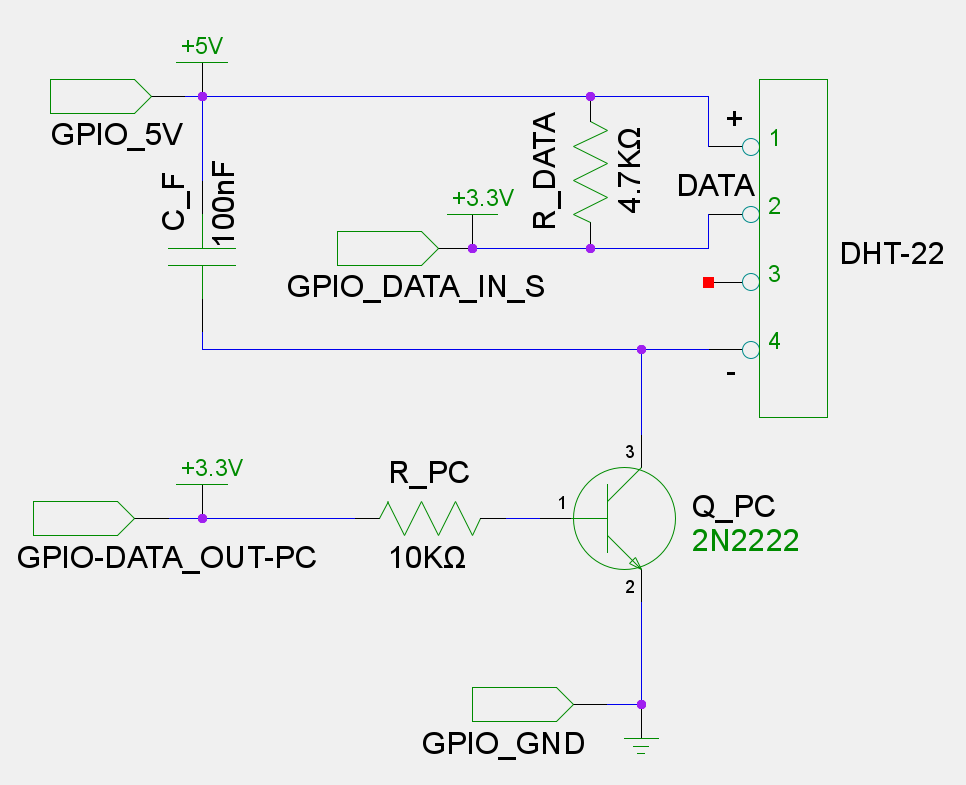 +5V
GPIO_5V
C_F
100nF
R_DATA
4.7KΩ
+3.3V
GPIO_DATA_IN_S
+
1
DATA
2
3
4
-
DHT-22
+3.3V
GPIO-DATA_OUT-PC
R_PC
10KΩ
3
1
2
Q_PC
2N2222
GPIO_GND